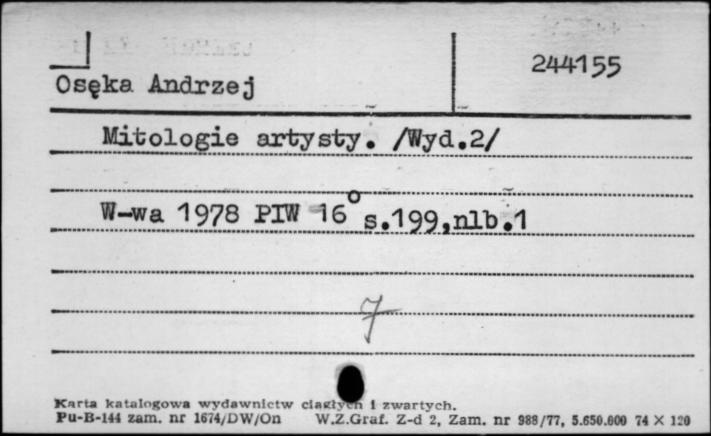 244155
Osęka Andrzej
Mitologie artysty. /Wyd.2/
W-wa 1978 PIW 16° s.199,nlb.1
7
Karta katalogowa wydawnictw ciągłych i zwartych.
Pu-B-144 zam. nr 1674/DW/On W.Z.Graf. Z-d 2, Zam. nr 988/77, 5.650.000 74 × 120